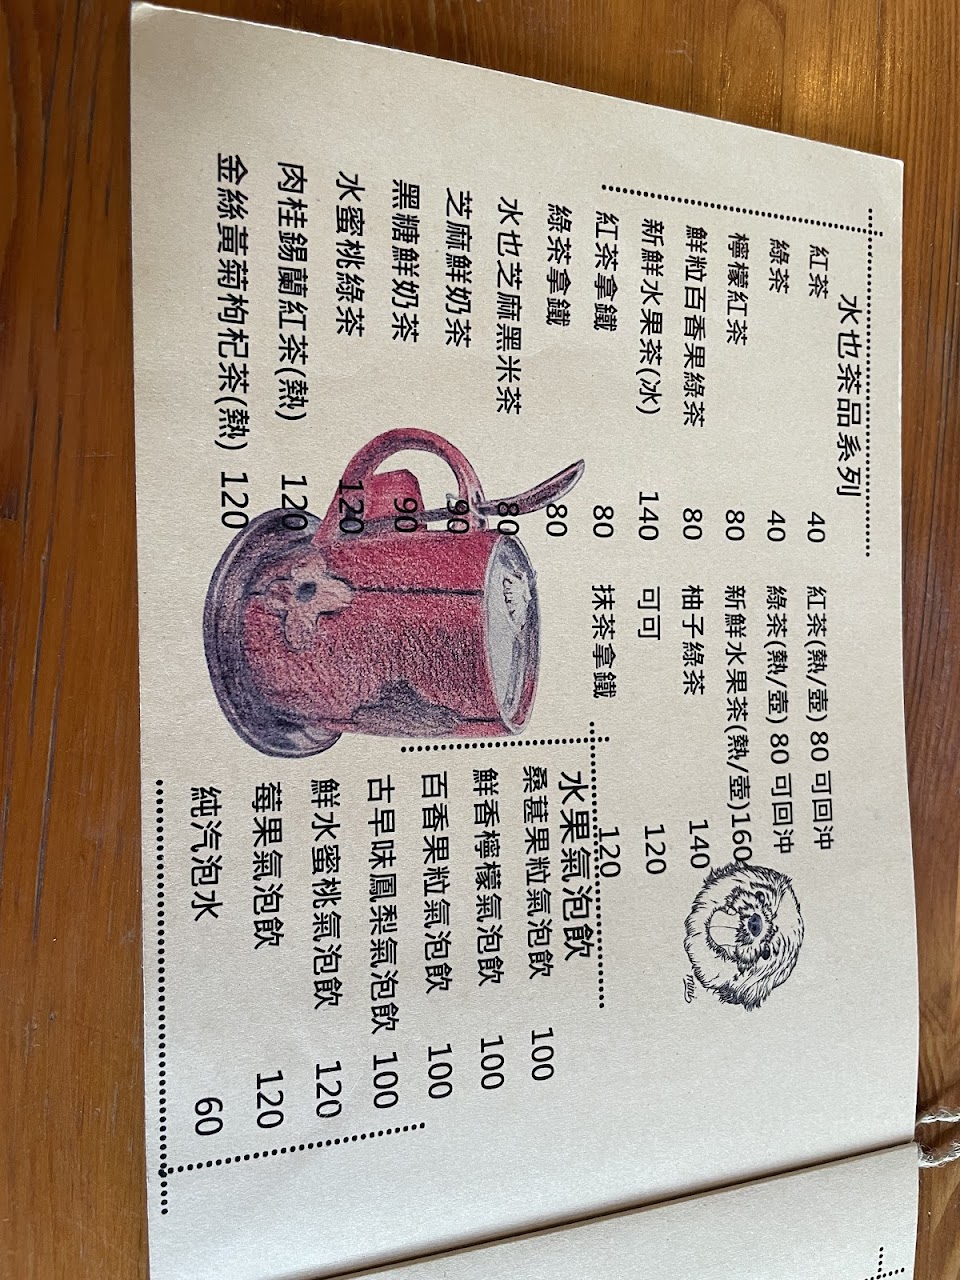 水也茶品系列
紅茶 40
綠茶 40
檸檬紅茶 80
鮮粒百香果綠茶 80
新鮮水果茶(冰) 140
紅茶拿鐵 80
綠茶拿鐵 80
水也芝麻黑米茶 80
芝麻鮮奶茶 90
黑糖鮮奶茶 90
水蜜桃綠茶 120
肉桂錫蘭紅茶(熱) 120
金絲黃菊枸杞茶(熱) 120
紅茶(熱/壺) 80 可回沖
綠茶(熱/壺) 80 可回沖
新鮮水果茶(熱/壺)160
柚子綠茶 140
可可 120
抹茶拿鐵 120
mini
水果氣泡飲
桑葚果粒氣泡飲 100
鮮香檸檬氣泡飲 100
百香果粒氣泡飲 100
古早味鳳梨氣泡飲 100
鮮水蜜桃氣泡飲 120
莓果氣泡飲 120
純汽泡水 60